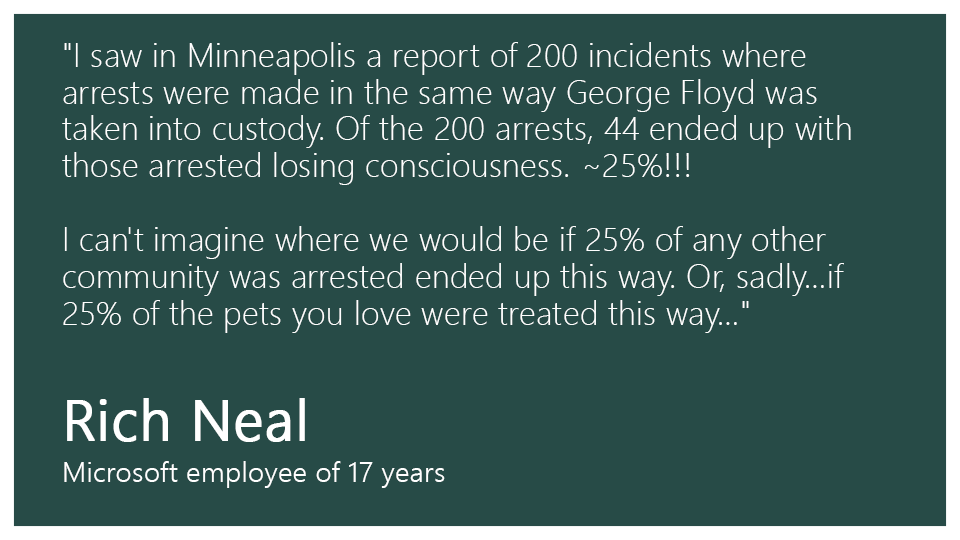 "I saw in Minneapolis a report of 200 incidents where
arrests were made in the same way George Floyd was
taken into custody. Of the 200 arrests, 44 ended up with
those arrested losing consciousness. ~25%!!!
I can't imagine where we would be if 25% of any other
community was arrested ended up this way. Or, sadly...if
25% of the pets you love were treated this way..."
Rich Neal
Microsoft employee of 17 years